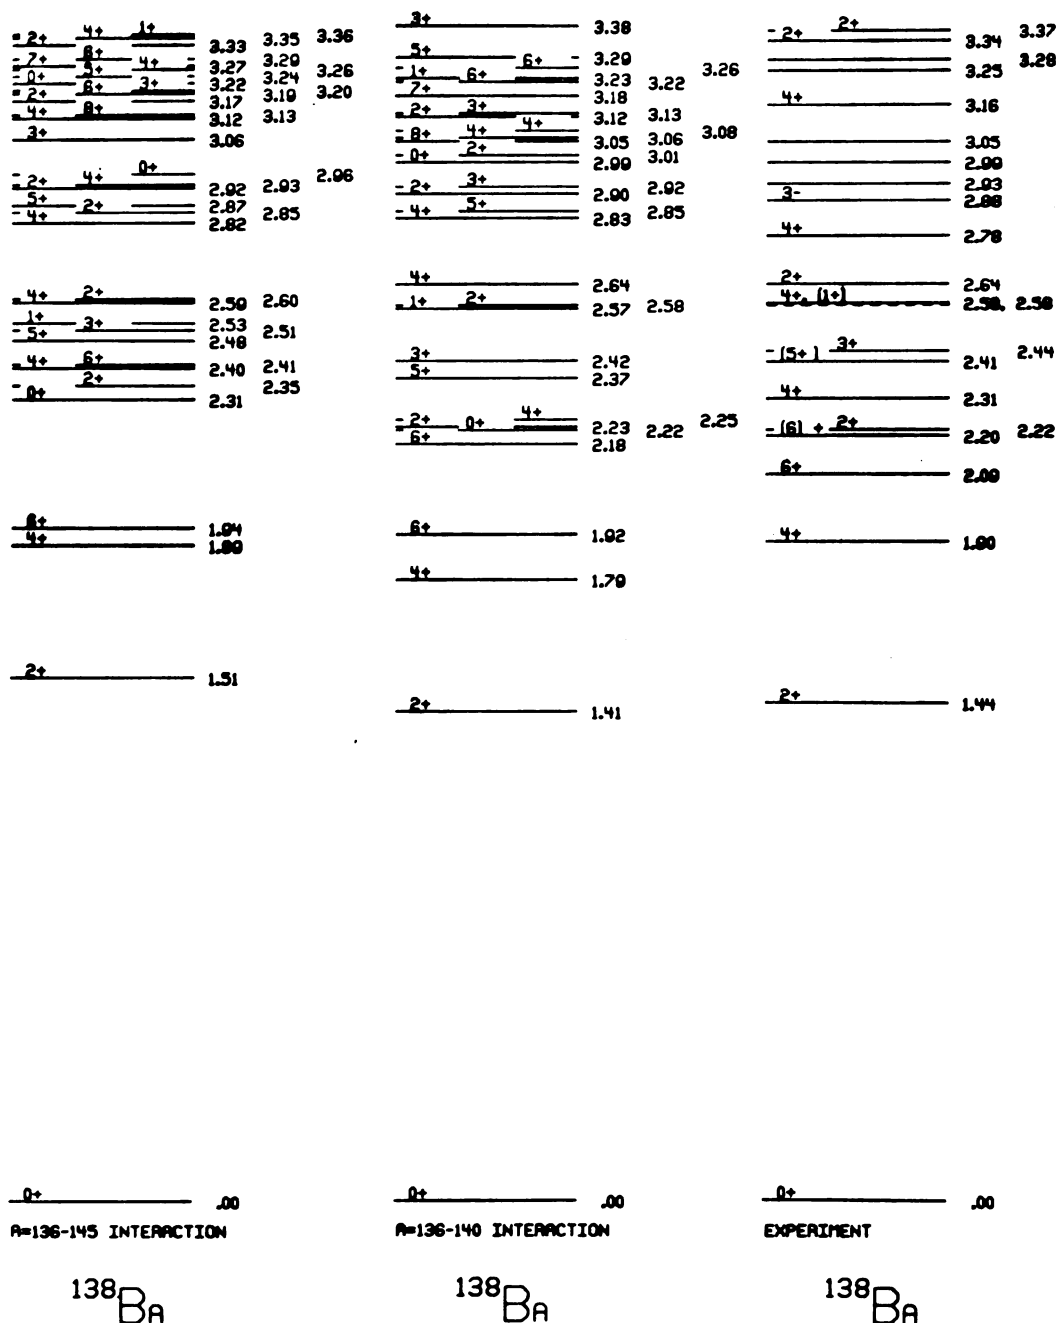 2+ 4+ 1+ 3.33 3.35 3.36
7+ 6+ 4+ 3.27 3.29 3.26
0+ 5+ 3+ 3.22 3.24 3.20
2+ 6+ 3.17 3.19
4+ 8+ 3.12 3.13
3+ 3.06
0+ 2.96
2+ 4+ 2.92 2.93
5+ 2+ 2.87 2.85
4+ 2.82
4+ 2+ 2.59 2.60
1+ 3+ 2.53 2.51
5+ 2.48
4+ 6+ 2.40 2.41
2+ 2.35
0+ 2.31
6+ 1.94
4+ 1.89
2+ 1.51
0+ .00
A=136-145 INTERACTION
138BA
3+ 3.38
5+ 6+ 3.29 3.26
1+ 6+ 3.23 3.22
7+ 3.18
2+ 3+ 3.12 3.13
8+ 4+ 4+ 3.05 3.06 3.08
0+ 2+ 2.99 3.01
2+ 3+ 2.90 2.92
4+ 5+ 2.83 2.85
4+ 2.64
1+ 2+ 2.57 2.58
3+ 2.42
5+ 2.37
2+ 0+ 4+ 2.23 2.22 2.25
6+ 2.18
6+ 1.92
4+ 1.79
2+ 1.41
0+ .00
A=136-140 INTERACTION
138BA
2+ 2+ 3.34 3.37
3.28
3.25
4+ 3.16
3.05
2.99
2.93
3- 2.88
4+ 2.78
2+ 2.64
4+, (1+) 2.58, 2.58
(5+) 3+ 2.41 2.44
4+ 2.31
(6)+ 2+ 2.20 2.22
6+ 2.09
4+ 1.90
2+ 1.44
0+ .00
EXPERIMENT
138BA